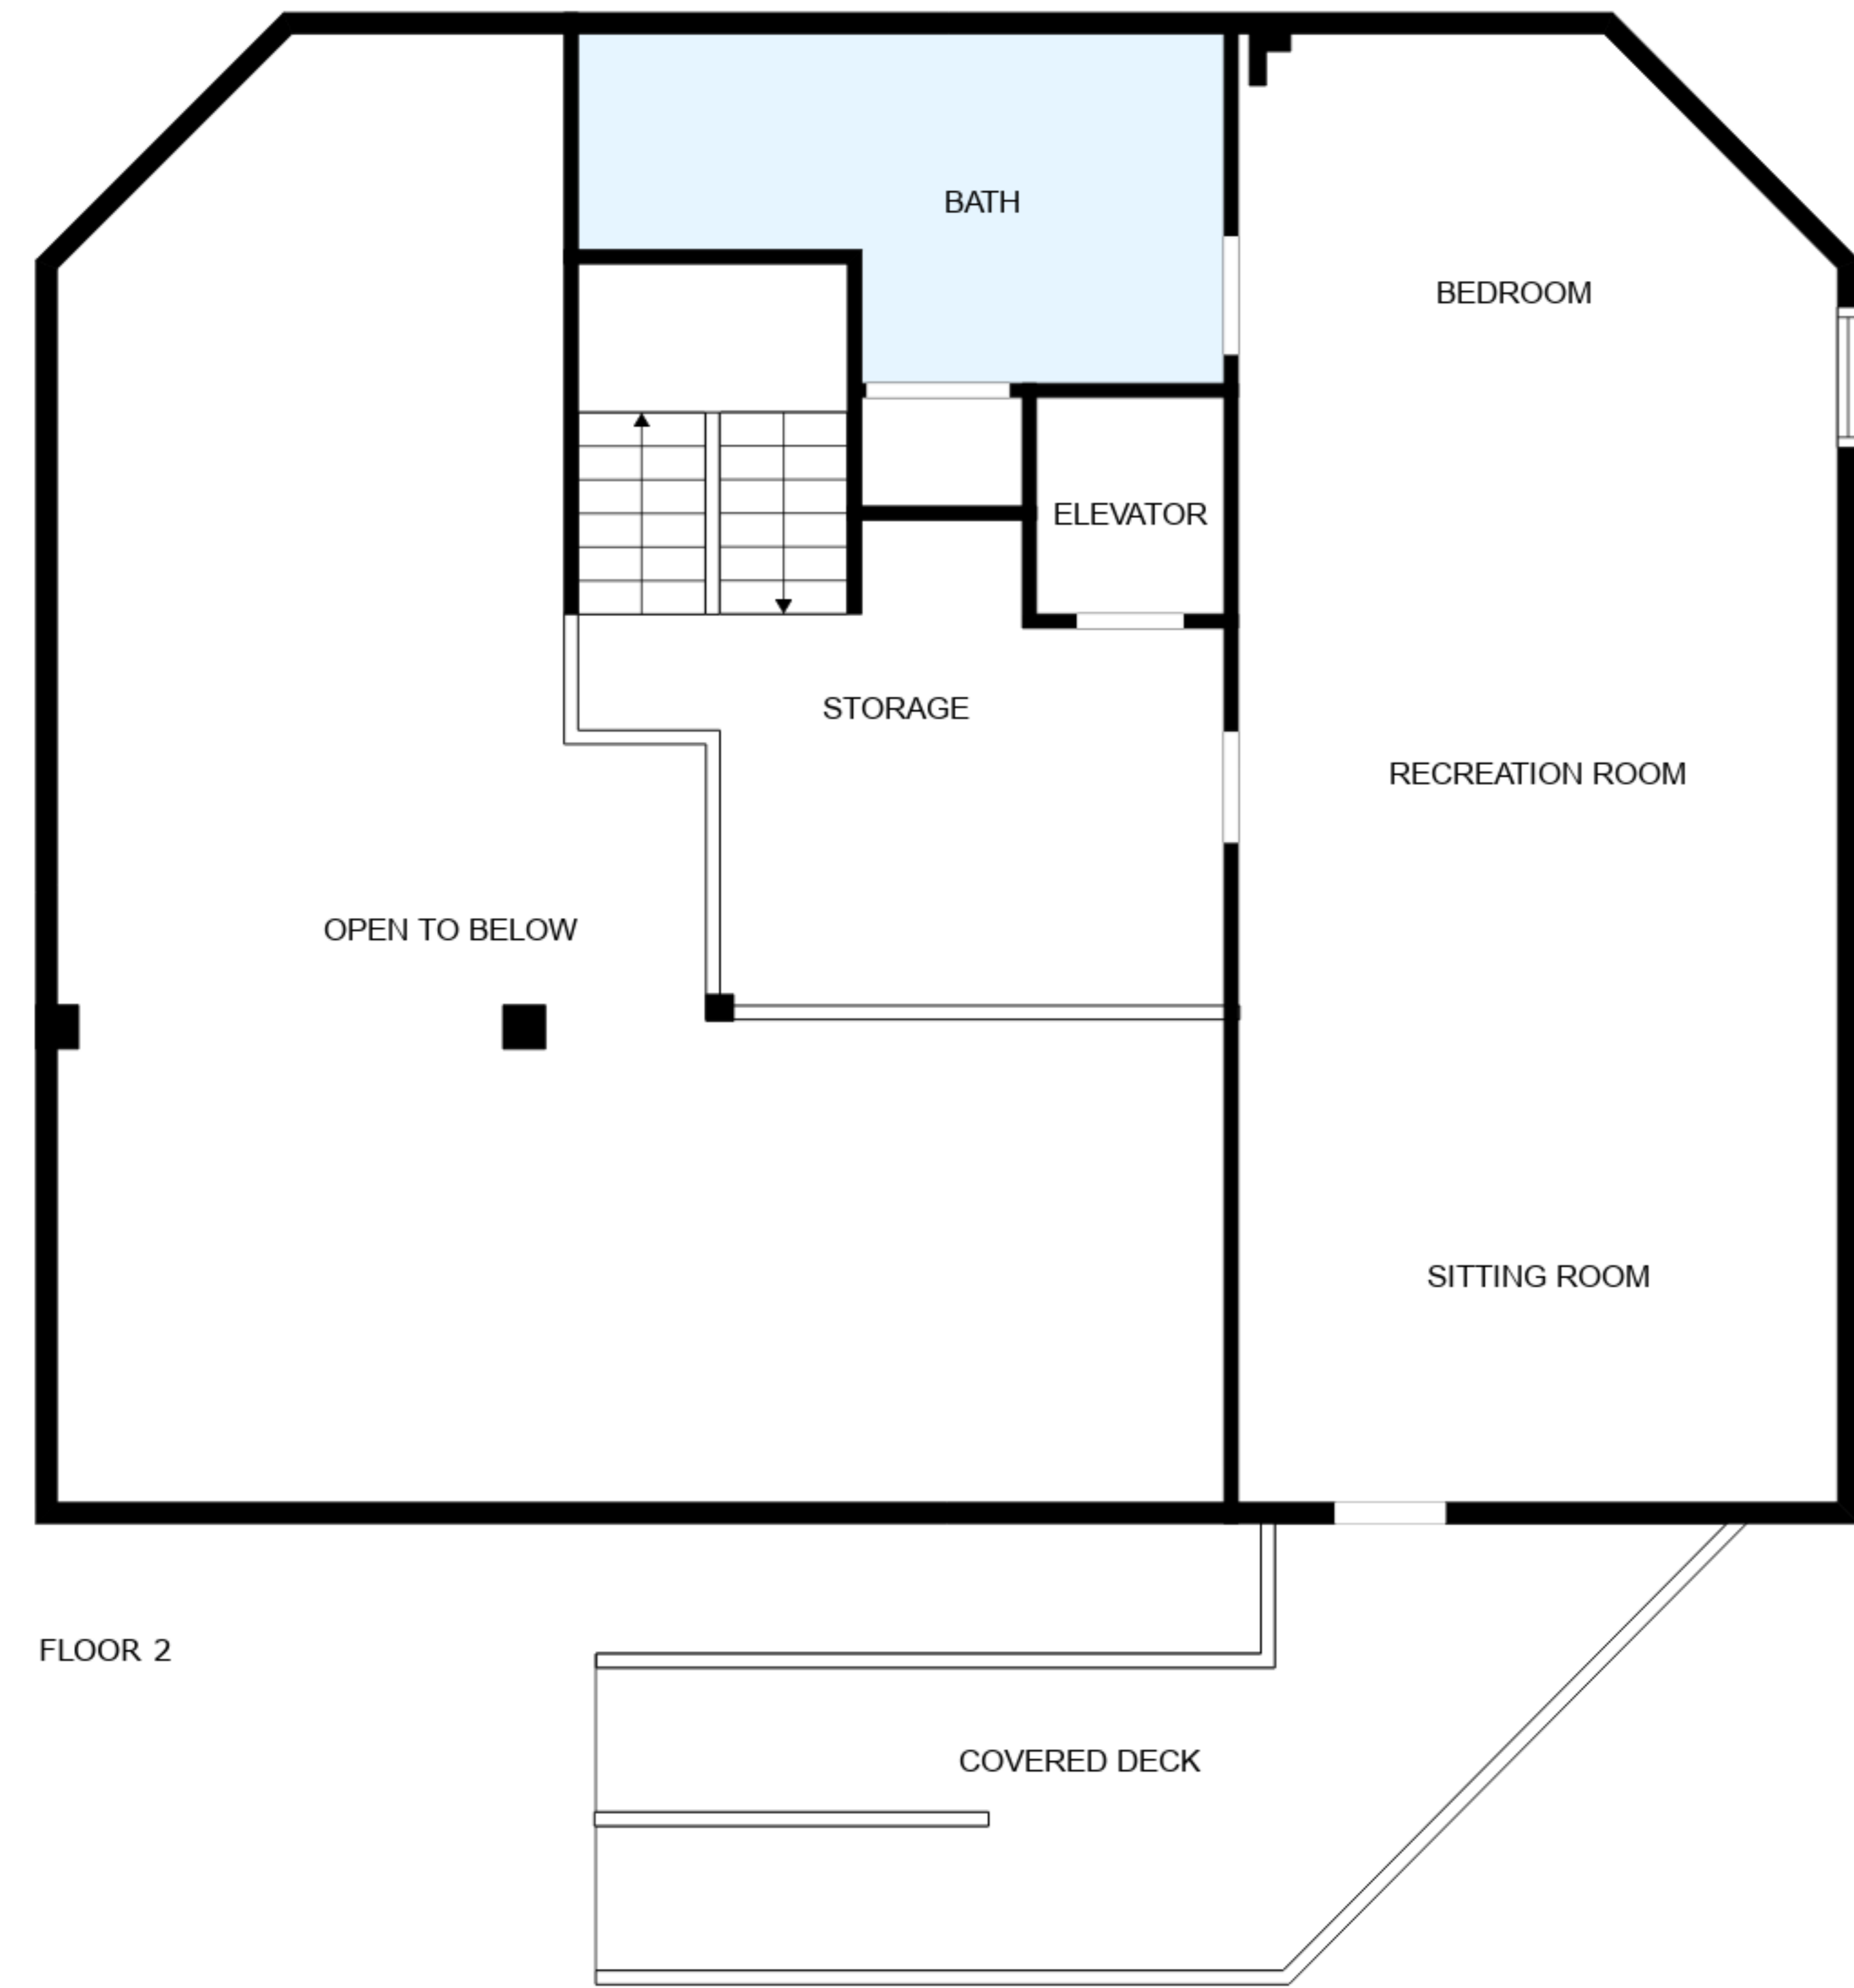 BATH
BEDROOM
ELEVATOR
STORAGE
RECREATION ROOM
OPEN TO BELOW
SITTING ROOM
FLOOR 2
COVERED DECK